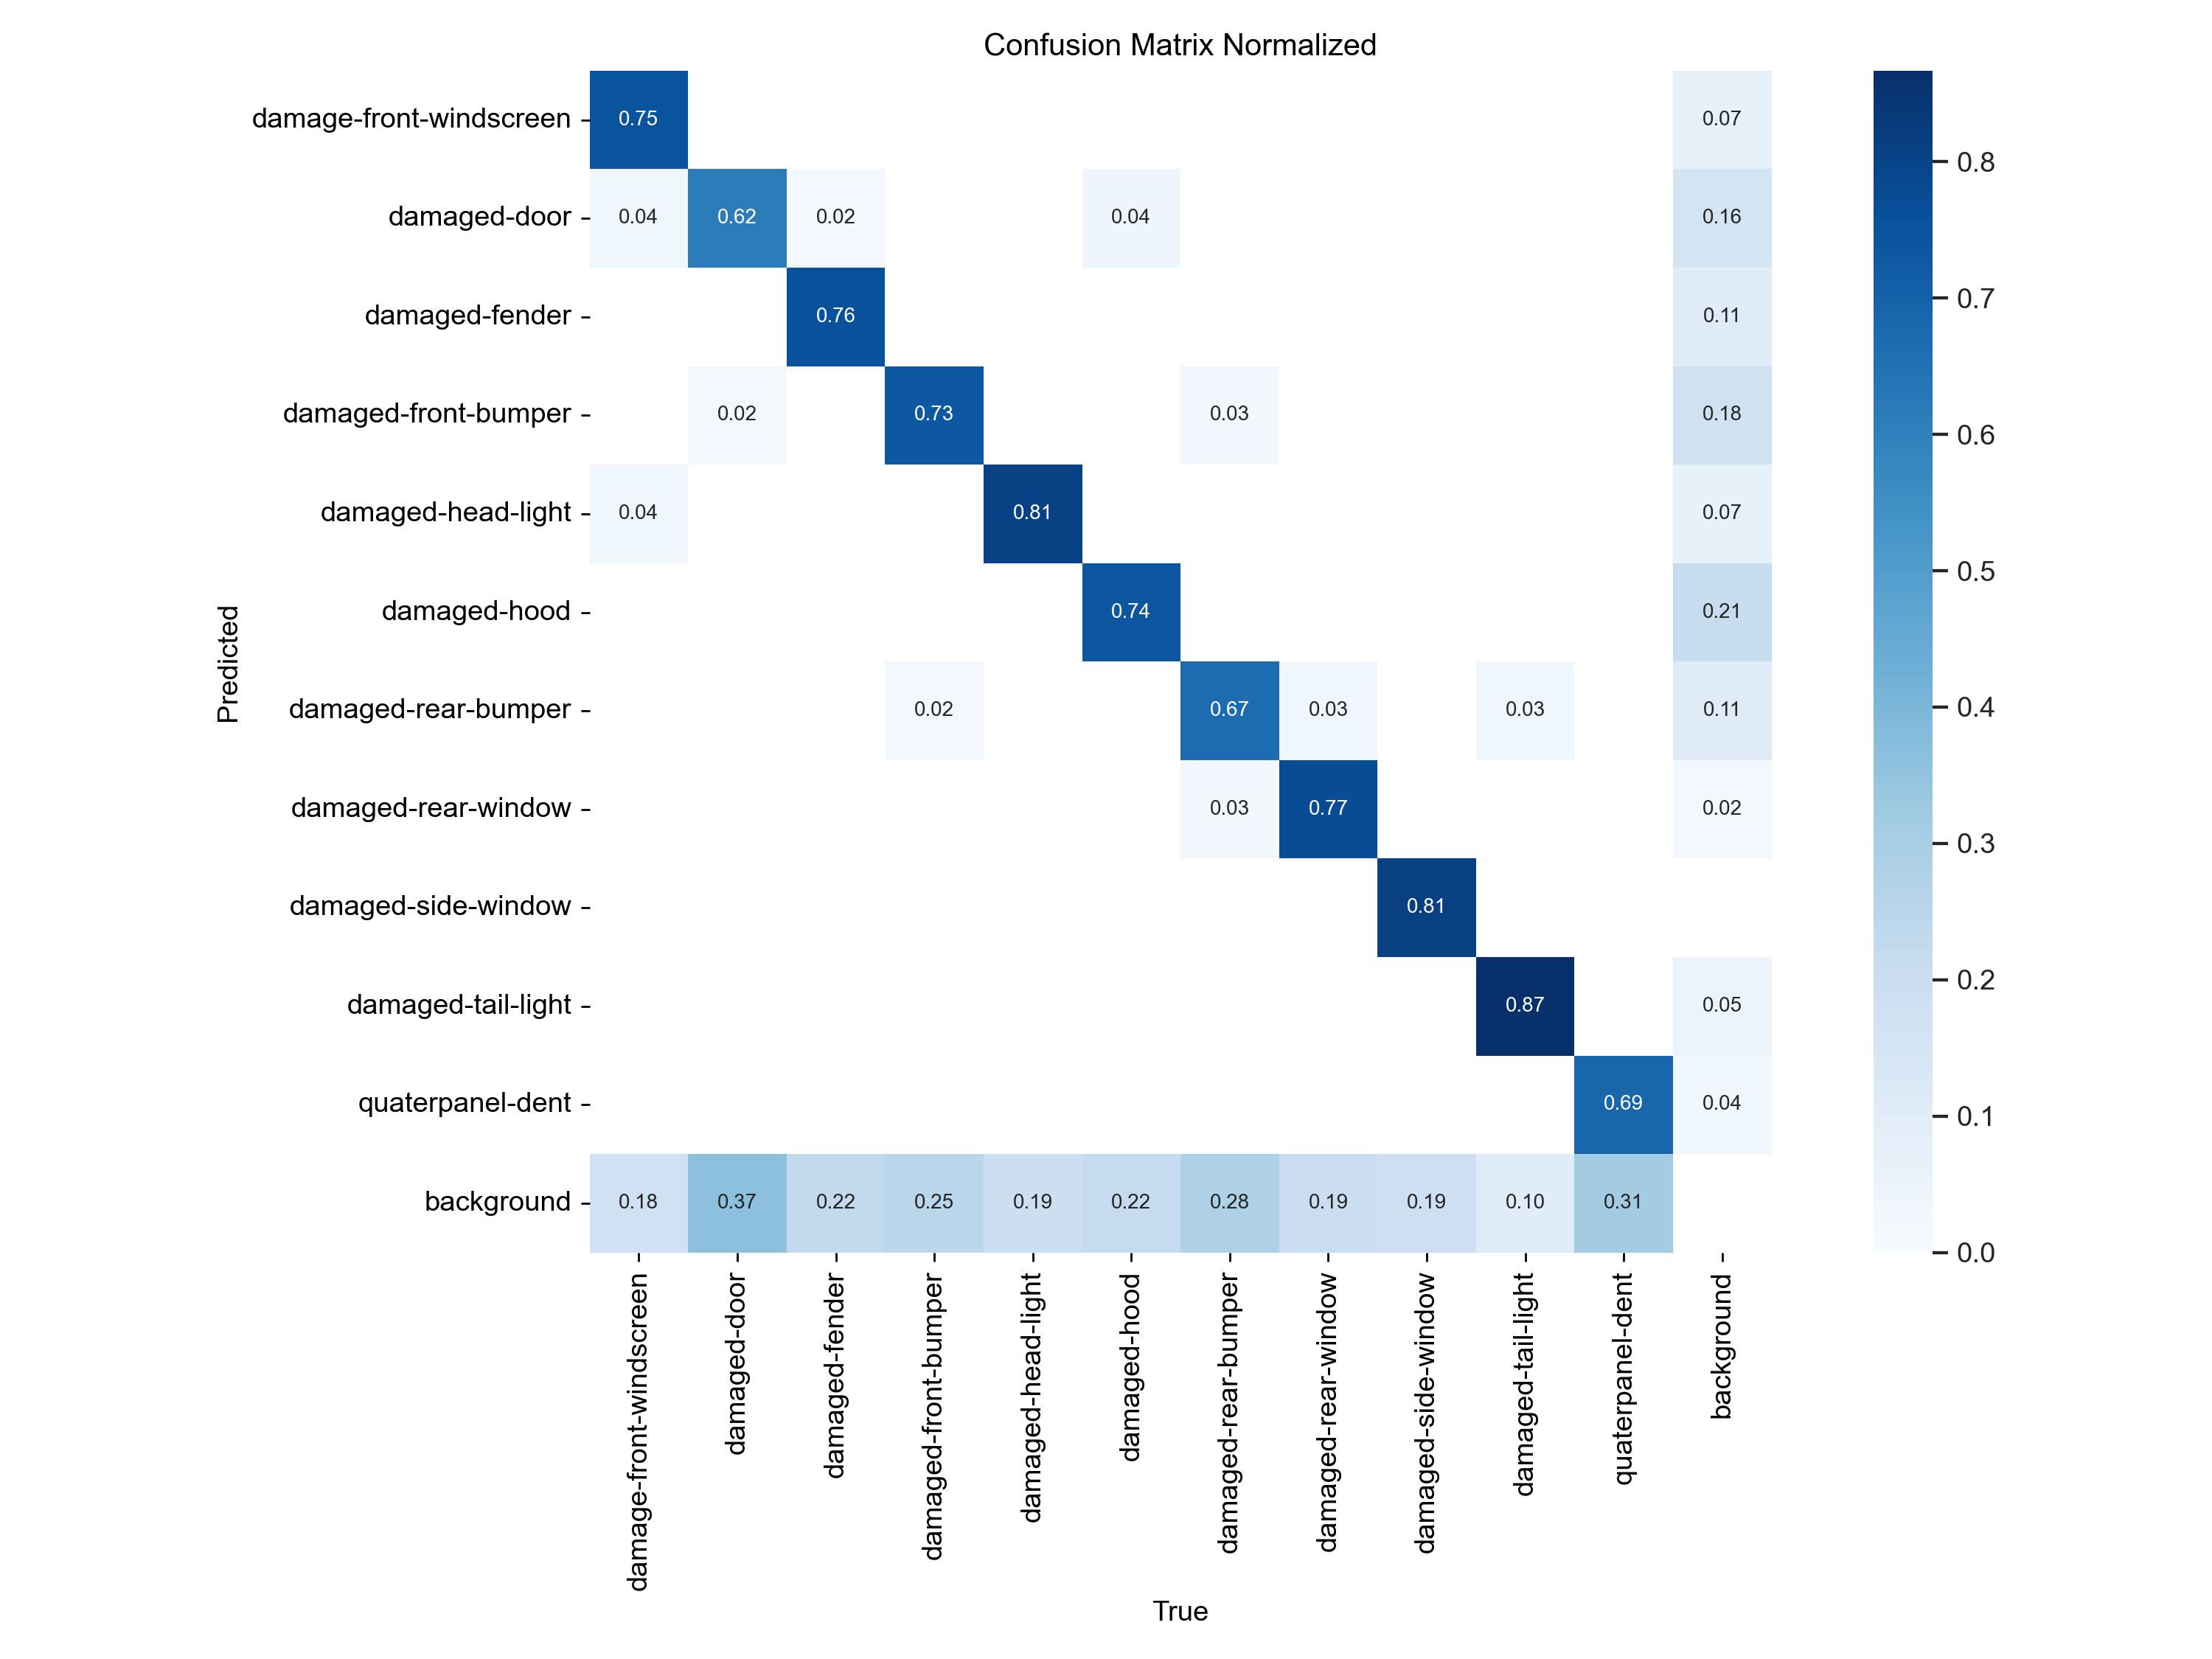 Confusion Matrix Normalized
Predicted
damage-front-windscreen 0.75 0.07
damaged-door 0.04 0.62 0.02 0.04 0.16
damaged-fender 0.76 0.11
damaged-front-bumper 0.02 0.73 0.03 0.18
damaged-head-light 0.04 0.81 0.07
damaged-hood 0.74 0.21
damaged-rear-bumper 0.02 0.67 0.03 0.03 0.11
damaged-rear-window 0.03 0.77 0.02
damaged-side-window 0.81
damaged-tail-light 0.87 0.05
quaterpanel-dent 0.69 0.04
background 0.18 0.37 0.22 0.25 0.19 0.22 0.28 0.19 0.19 0.10 0.31
damage-front-windscreen
damaged-door
damaged-fender
damaged-front-bumper
damaged-head-light
damaged-hood
damaged-rear-bumper
damaged-rear-window
damaged-side-window
damaged-tail-light
quaterpanel-dent
background
True
0.8
0.7
0.6
0.5
0.4
0.3
0.2
0.1
0.0